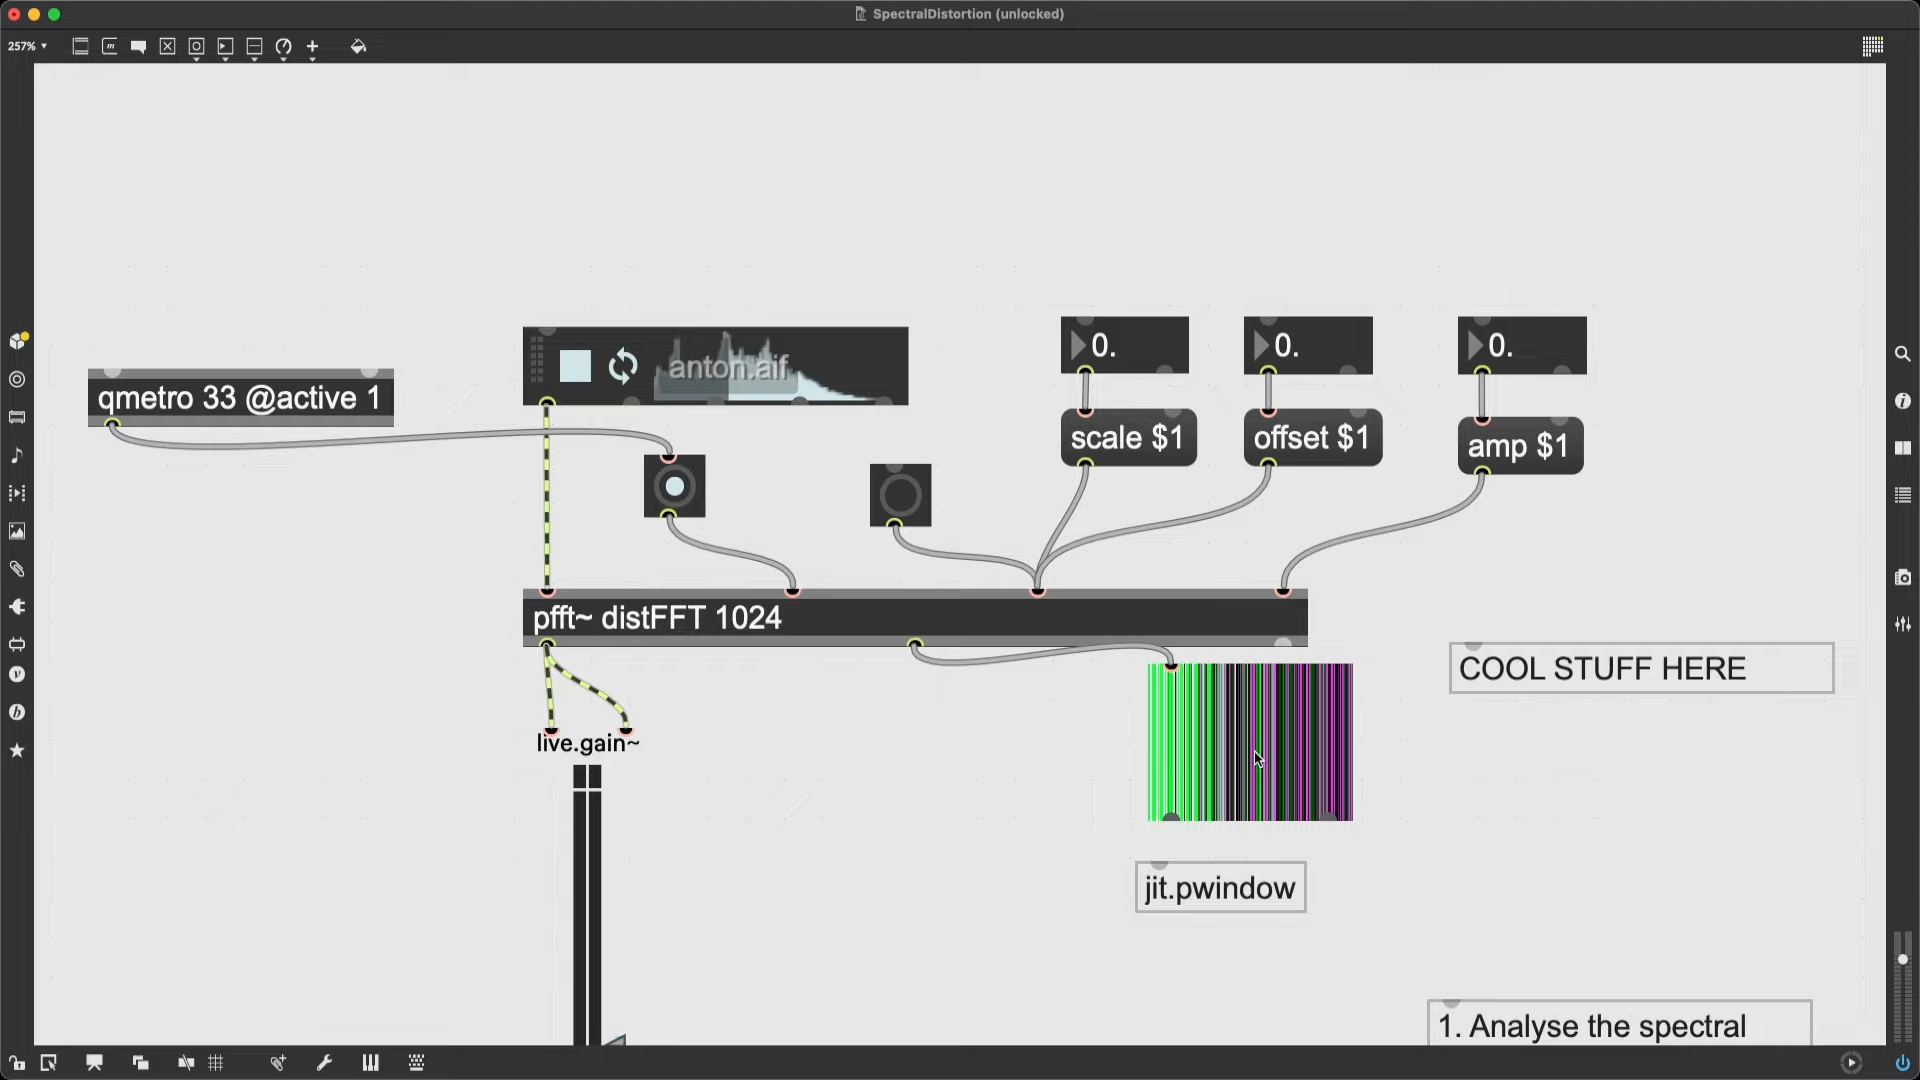 SpectralDistortion (unlocked)
257%
0.
0.
0.
anton.aif
qmetro 33 @active 1
scale $1
offset $1
amp $1
pfft~ distFFT 1024
COOL STUFF HERE
live.gain~
jit.pwindow
1. Analyse the spectral